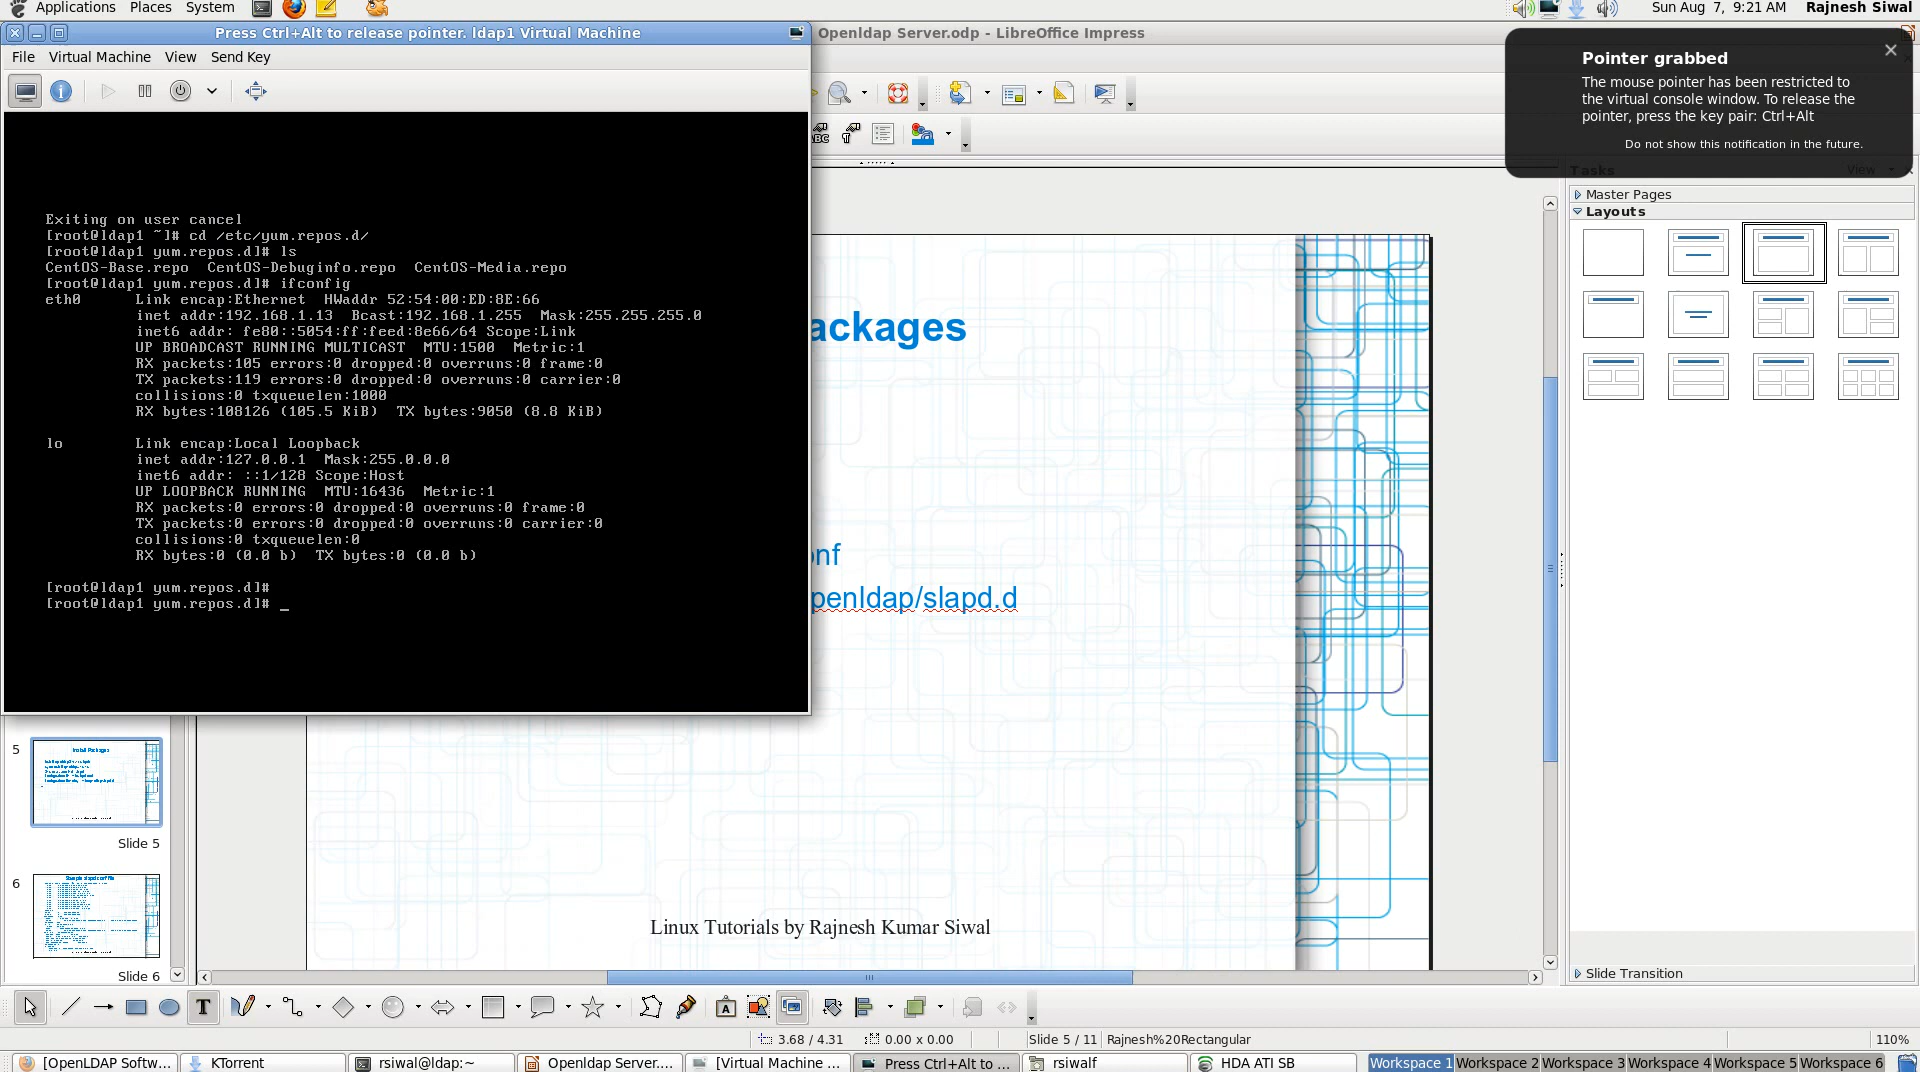 Applications Places System
Sun Aug 7, 9:21 AM Rajnesh Siwal
Press Ctrl+Alt to release pointer. ldap1 Virtual Machine
Openldap Server.odp - LibreOffice Impress
File Virtual Machine View Send Key
Pointer grabbed
The mouse pointer has been restricted to
the virtual console window. To release the
pointer, press the key pair: Ctrl+Alt
Do not show this notification in the future.
Tasks View
Master Pages
Layouts
Exiting on user cancel
[root@ldap1 ~]# cd /etc/yum.repos.d/
[root@ldap1 yum.repos.d]# ls
CentOS-Base.repo CentOS-Debuginfo.repo CentOS-Media.repo
[root@ldap1 yum.repos.d]# ifconfig
eth0 Link encap:Ethernet HWaddr 52:54:00:ED:8E:66
inet addr:192.168.1.13 Bcast:192.168.1.255 Mask:255.255.255.0
inet6 addr: fe80::5054:ff:feed:8e66/64 Scope:Link
UP BROADCAST RUNNING MULTICAST MTU:1500 Metric:1
RX packets:105 errors:0 dropped:0 overruns:0 frame:0
TX packets:119 errors:0 dropped:0 overruns:0 carrier:0
collisions:0 txqueuelen:1000
RX bytes:108126 (105.5 KiB) TX bytes:9050 (8.8 KiB)
lo Link encap:Local Loopback
inet addr:127.0.0.1 Mask:255.0.0.0
inet6 addr: ::1/128 Scope:Host
UP LOOPBACK RUNNING MTU:16436 Metric:1
RX packets:0 errors:0 dropped:0 overruns:0 frame:0
TX packets:0 errors:0 dropped:0 overruns:0 carrier:0
collisions:0 txqueuelen:0
RX bytes:0 (0.0 b) TX bytes:0 (0.0 b)
[root@ldap1 yum.repos.d]#
[root@ldap1 yum.repos.d]# _
ackages
onf
penldap/slapd.d
Linux Tutorials by Rajnesh Kumar Siwal
5
Install Packages
Slide 5
6
Sample slapd.conf file
Slide 6
Slide Transition
3.68 / 4.31 0.00 x 0.00 Slide 5 / 11 Rajnesh%20Rectangular 110%
[OpenLDAP Softw... KTorrent rsiwal@ldap:~ Openldap Server.... [Virtual Machine ... Press Ctrl+Alt to ... rsiwalf HDA ATI SB Workspace 1 Workspace 2 Workspace 3 Workspace 4 Workspace 5 Workspace 6